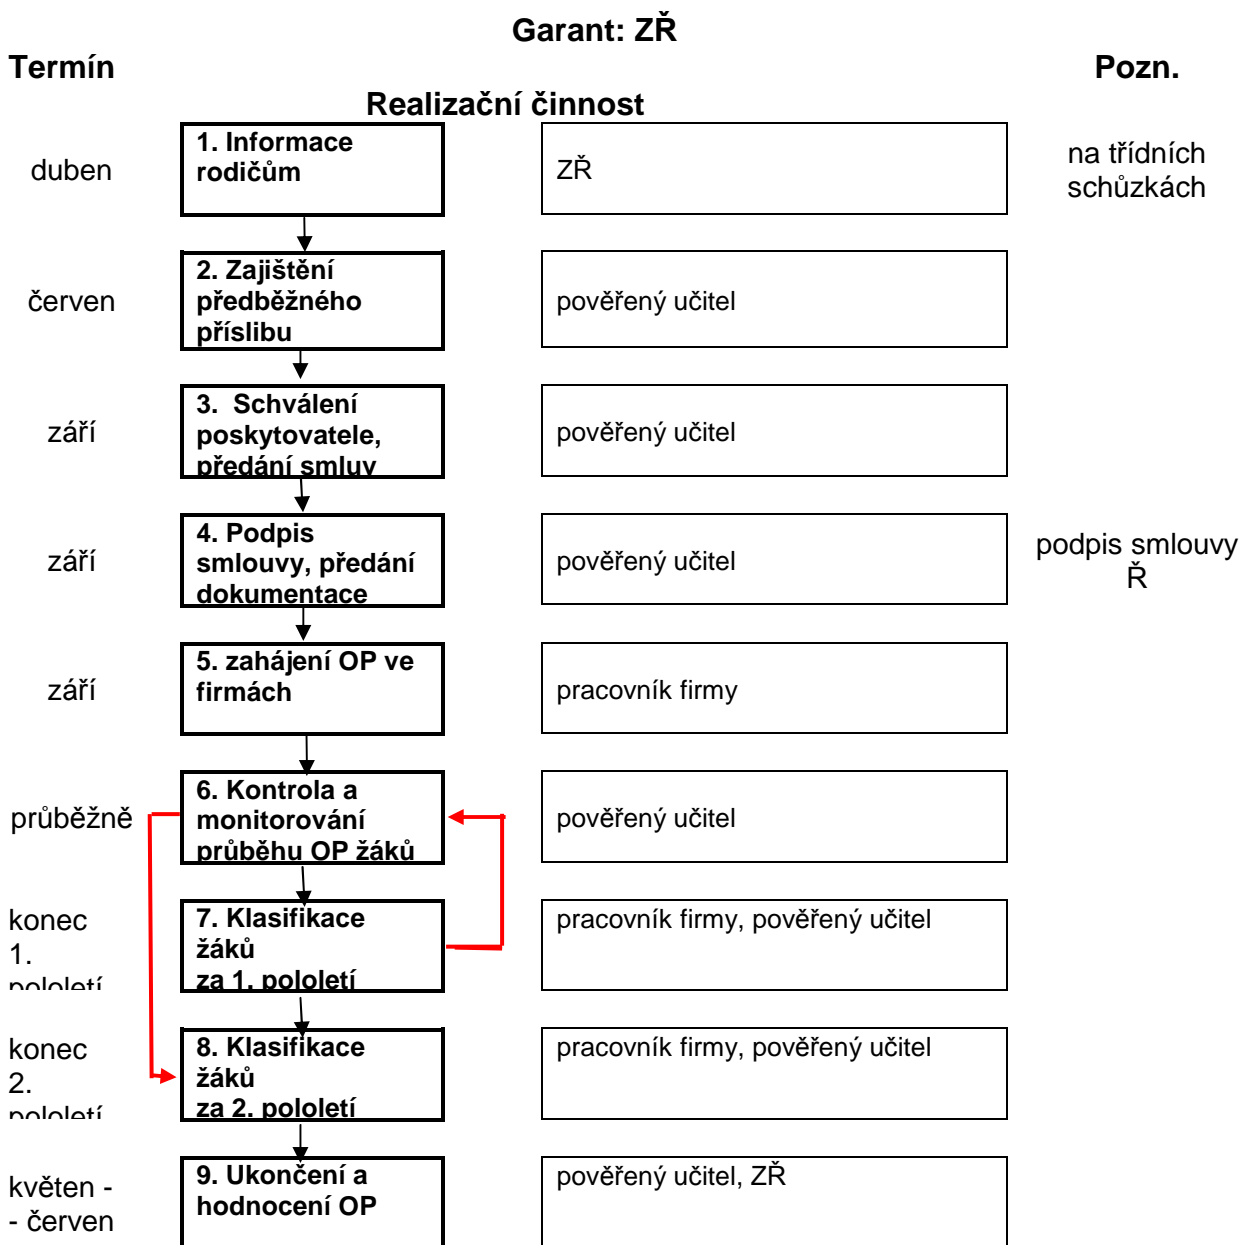 Garant: ZŘ
Termín
Pozn.
Realizační činnost
duben
1. Informace
rodičům
ZŘ
na třídních
schůzkách
červen
2. Zajištění
předběžného
příslibu
pověřený učitel
září
3. Schválení
poskytovatele,
předání smluv
pověřený učitel
září
4. Podpis
smlouvy, předání
dokumentace
pověřený učitel
podpis smlouvy
Ř
září
5. zahájení OP ve
firmách
pracovník firmy
průběžně
6. Kontrola a
monitorování
průběhu OP žáků
pověřený učitel
konec
1.
pololetí
7. Klasifikace
žáků
za 1. pololetí
pracovník firmy, pověřený učitel
konec
2.
pololetí
8. Klasifikace
žáků
za 2. pololetí
pracovník firmy, pověřený učitel
květen -
- červen
9. Ukončení a
hodnocení OP
pověřený učitel, ZŘ